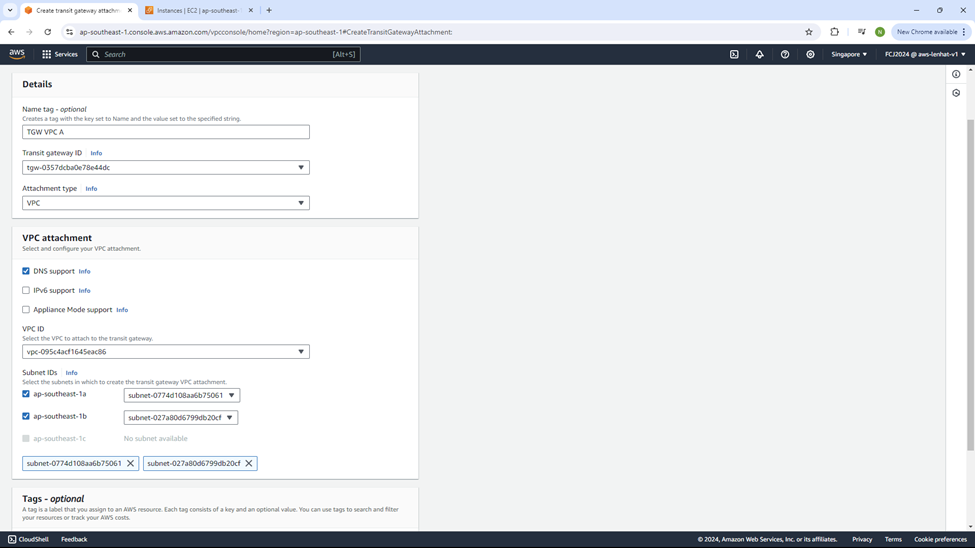 Create transit gateway attachm
Instances | EC2 | ap-southeast-
ap-southeast-1.console.aws.amazon.com/vpcconsole/home?region=ap-southeast-1#CreateTransitGatewayAttachment:
N
New Chrome available
aws
Services
Search
[Alt+S]
Singapore
FCJ2024 @ aws-lenhat-v1
Details
Name tag - optional
Creates a tag with the key set to Name and the value set to the specified string.
TGW VPC A
Transit gateway ID Info
tgw-0357dcba0e78e44dc
Attachment type Info
VPC
VPC attachment
Select and configure your VPC attachment.
DNS support Info
IPv6 support Info
Appliance Mode support Info
VPC ID
Select the VPC to attach to the transit gateway.
vpc-095c4acf1645eac86
Subnet IDs Info
Select the subnets in which to create the transit gateway VPC attachment.
ap-southeast-1a
subnet-0774d108aa6b75061
ap-southeast-1b
subnet-027a80d6799db20cf
ap-southeast-1c
No subnet available
subnet-0774d108aa6b75061
subnet-027a80d6799db20cf
Tags - optional
A tag is a label that you assign to an AWS resource. Each tag consists of a key and an optional value. You can use tags to search and filter
your resources or track your AWS costs.
CloudShell
Feedback
© 2024, Amazon Web Services, Inc. or its affiliates.
Privacy
Terms
Cookie preferences